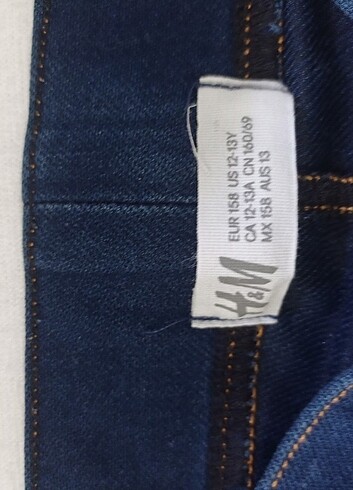 H&M
EUR 158 US 12-13Y
CA 12-13A CN 160/69
MX 158 AUS 13